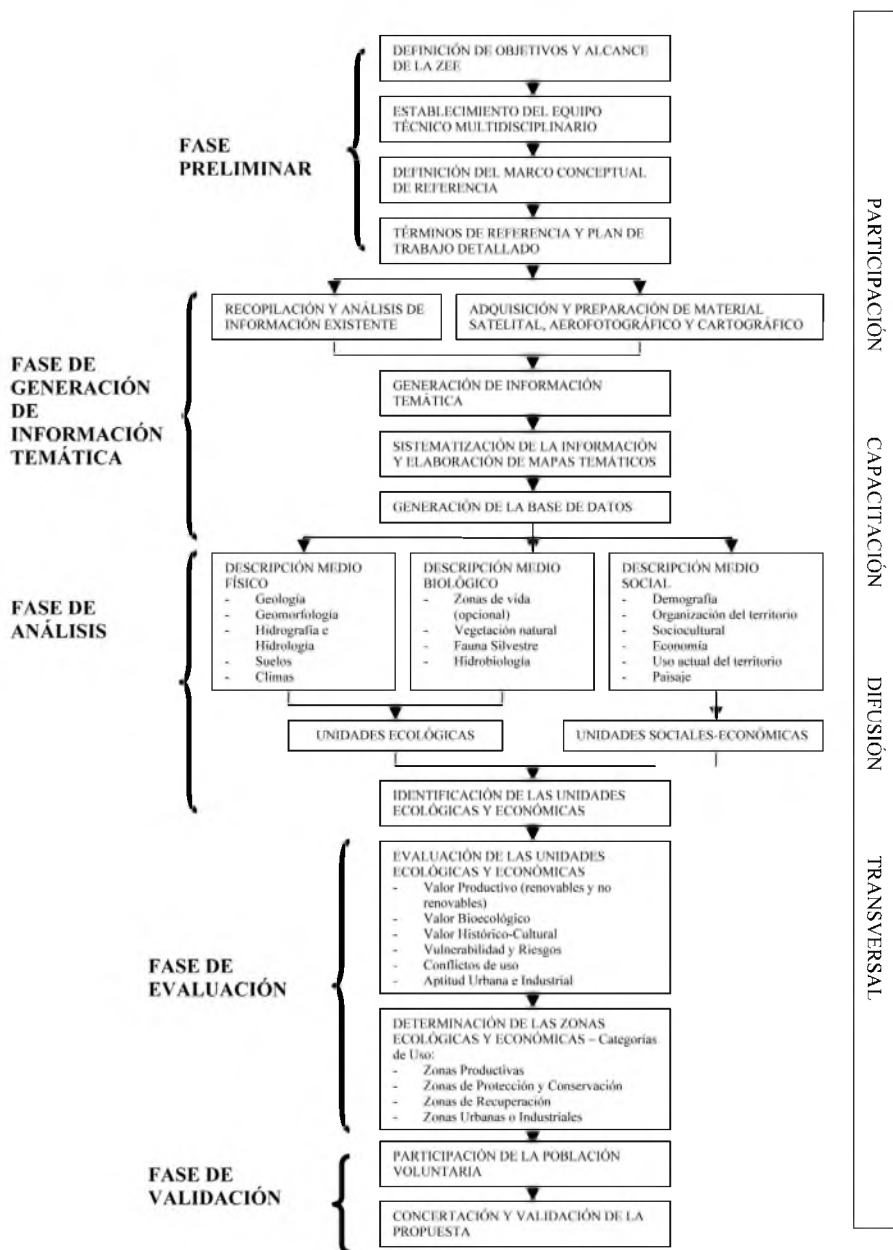 DEFINICIÓN DE OBJETIVOS Y ALCANCE
DE LA ZEE
ESTABLECIMIENTO DEL EQUIPO
TÉCNICO MULTIDISCIPLINARIO
FASE
PRELIMINAR
DEFINICIÓN DEL MARCO CONCEPTUAL
DE REFERENCIA
TÉRMINOS DE REFERENCIA Y PLAN DE
TRABAJO DETALLADO
RECOPILACIÓN Y ANÁLISIS DE
INFORMACIÓN EXISTENTE
ADQUISICIÓN Y PREPARACIÓN DE MATERIAL
SATELITAL, AEROFOTOGRÁFICO Y CARTOGRÁFICO
FASE DE
GENERACIÓN
DE
INFORMACIÓN
TEMÁTICA
GENERACIÓN DE INFORMACIÓN
TEMÁTICA
SISTEMATIZACIÓN DE LA INFORMACIÓN
Y ELABORACIÓN DE MAPAS TEMÁTICOS
GENERACIÓN DE LA BASE DE DATOS
FASE DE
ANÁLISIS
DESCRIPCIÓN MEDIO
FÍSICO
- Geología
- Geomorfología
- Hidrografía e
Hidrología
- Suelos
- Climas
DESCRIPCIÓN MEDIO
BIOLÓGICO
- Zonas de vida
(opcional)
- Vegetación natural
- Fauna Silvestre
- Hidrobiología
DESCRIPCIÓN MEDIO
SOCIAL
- Demografía
- Organización del territorio
- Sociocultural
- Economía
- Uso actual del territorio
- Paisaje
UNIDADES ECOLÓGICAS
UNIDADES SOCIALES-ECONÓMICAS
IDENTIFICACIÓN DE LAS UNIDADES
ECOLÓGICAS Y ECONÓMICAS
FASE DE
EVALUACIÓN
EVALUACIÓN DE LAS UNIDADES
ECOLÓGICAS Y ECONÓMICAS
- Valor Productivo (renovables y no
renovables)
- Valor Bioecológico
- Valor Histórico-Cultural
- Vulnerabilidad y Riesgos
- Conflictos de uso
- Aptitud Urbana e Industrial
DETERMINACIÓN DE LAS ZONAS
ECOLÓGICAS Y ECONÓMICAS – Categorías
de Uso:
- Zonas Productivas
- Zonas de Protección y Conservación
- Zonas de Recuperación
- Zonas Urbanas o Industriales
FASE DE
VALIDACIÓN
PARTICIPACIÓN DE LA POBLACIÓN
VOLUNTARIA
CONCERTACIÓN Y VALIDACIÓN DE LA
PROPUESTA
PARTICIPACIÓN CAPACITACIÓN DIFUSIÓN TRANSVERSAL